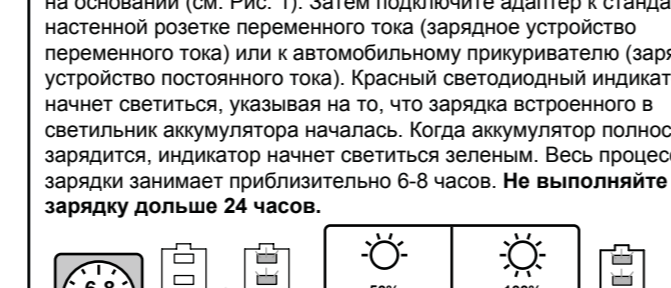 на основании (см. Рис. 1). Затем подключите адаптер к станда
настенной розетке переменного тока (зарядное устройство
переменного тока) или к автомобильному прикуривателю (заря
устройство постоянного тока). Красный светодиодный индикат
начнет светиться, указывая на то, что зарядка встроенного в
светильник аккумулятора началась. Когда аккумулятор полнос
зарядится, индикатор начнет светиться зеленым. Весь процесс
зарядки занимает приблизительно 6-8 часов. Не выполняйте
зарядку дольше 24 часов.
6-8
50% 100%